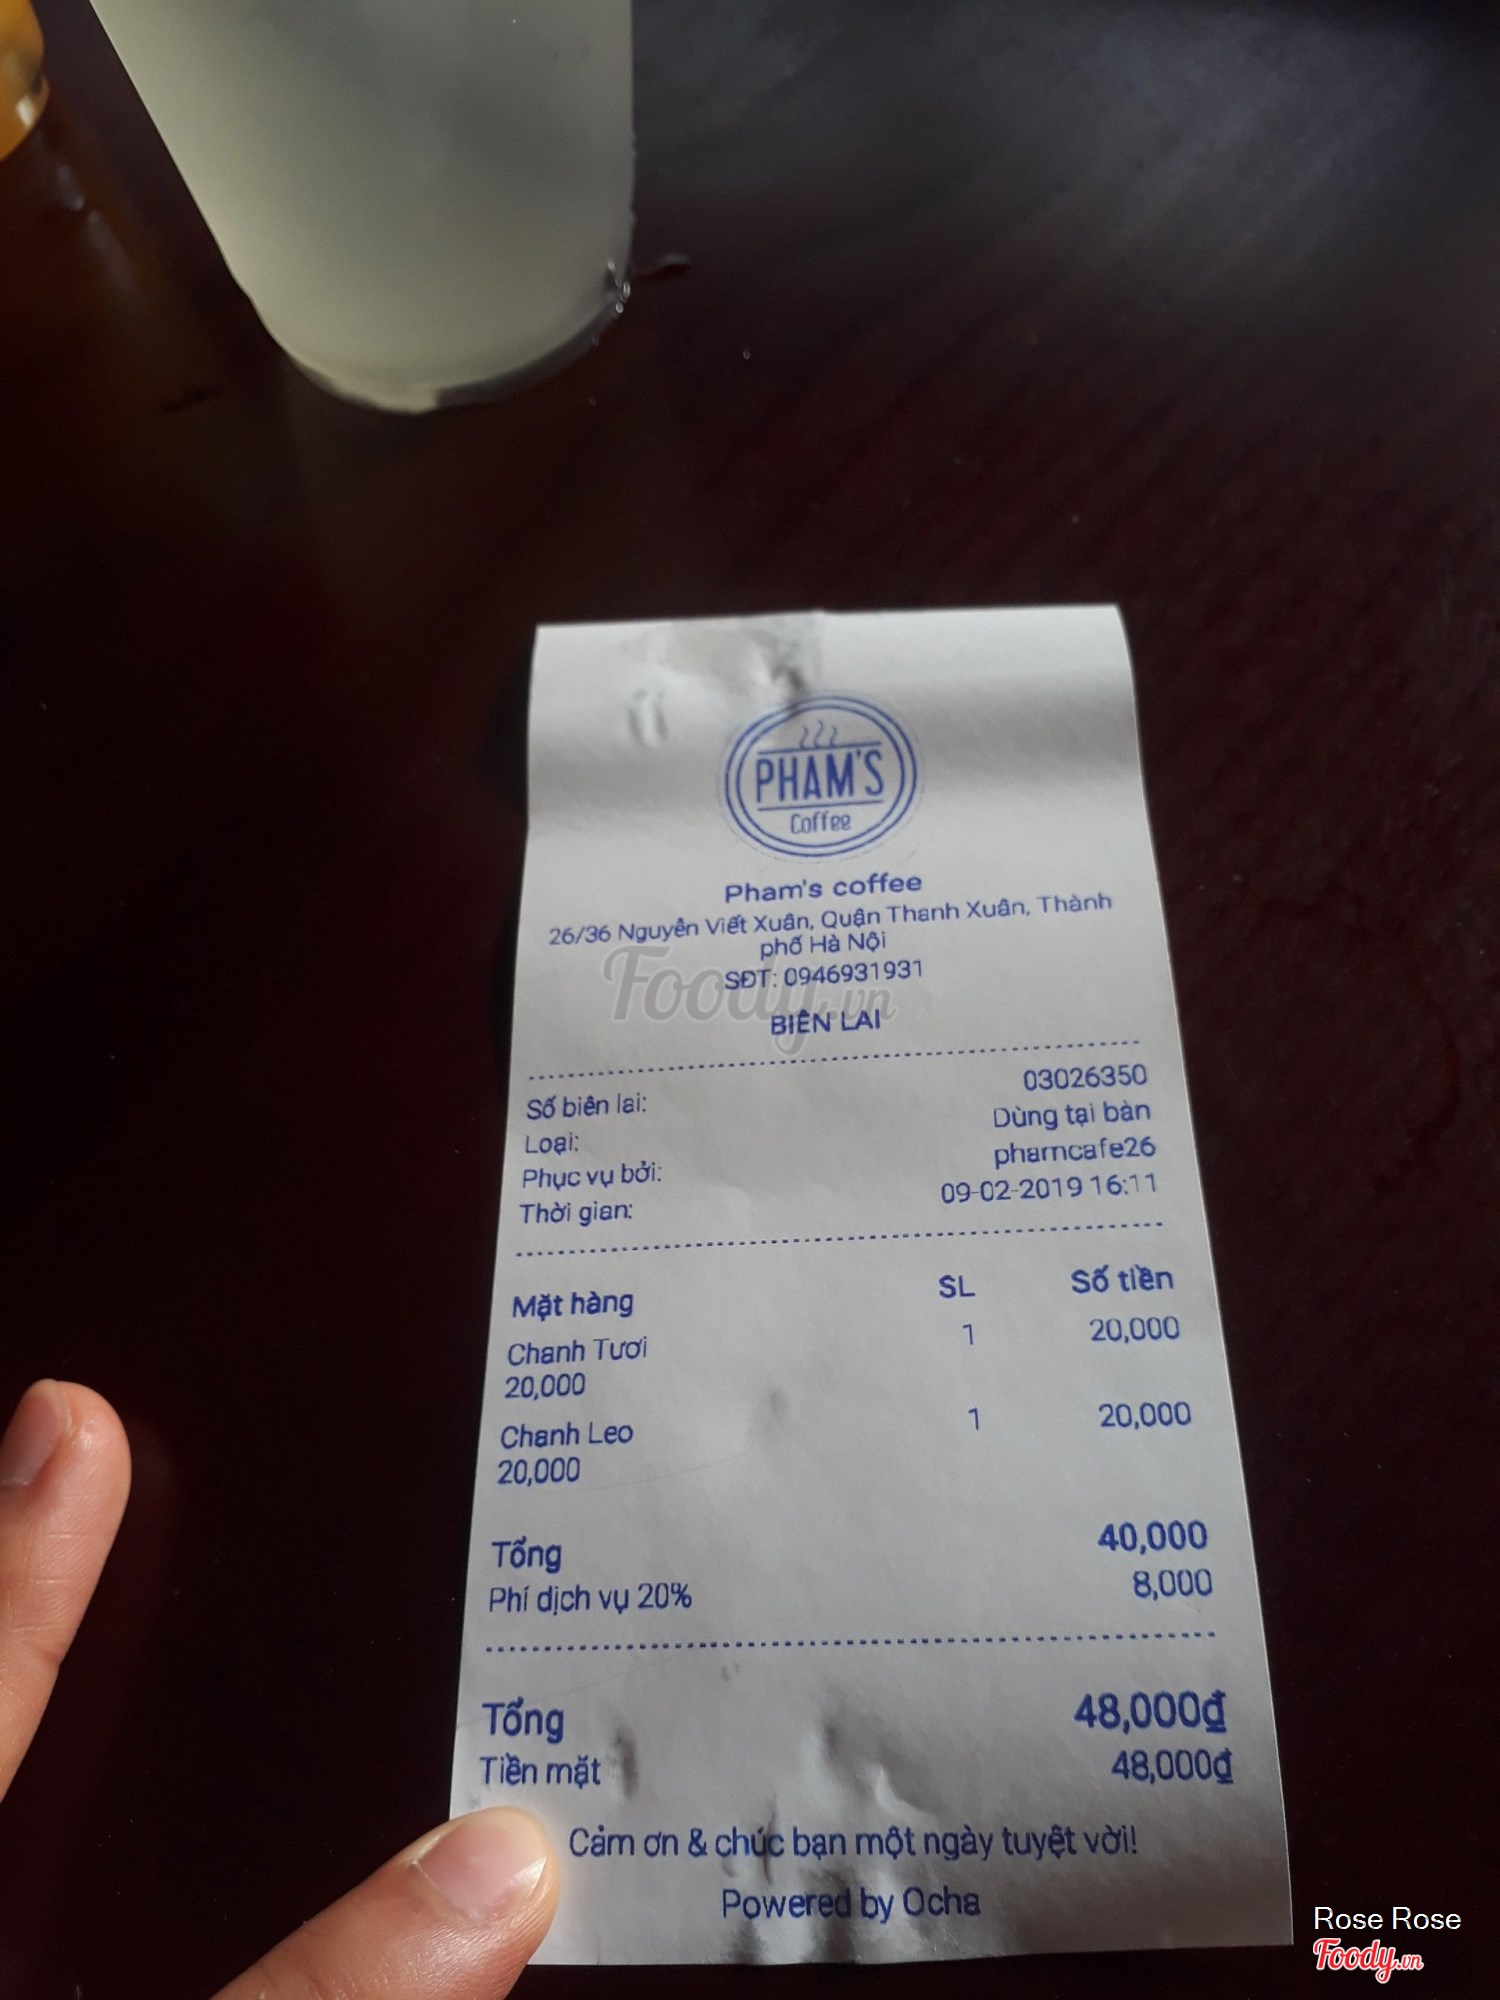 PHAM'S
Coffee
Pham's coffee
26/36 Nguyễn Viết Xuân, Quận Thanh Xuân, Thành
phố Hà Nội
SĐT: 0946931931
Foody.vn
BIÊN LAI
Số biên lai: 03026350
Loại: Dùng tại bàn
Phục vụ bởi: phamcafe26
Thời gian: 09-02-2019 16:11
Mặt hàng SL Số tiền
Chanh Tươi 1 20,000
20,000
Chanh Leo 1 20,000
20,000
Tổng 40,000
Phí dịch vụ 20% 8,000
Tổng 48,000₫
Tiền mặt 48,000₫
Cảm ơn & chúc bạn một ngày tuyệt vời!
Powered by Ocha
Rose Rose
Foody.vn